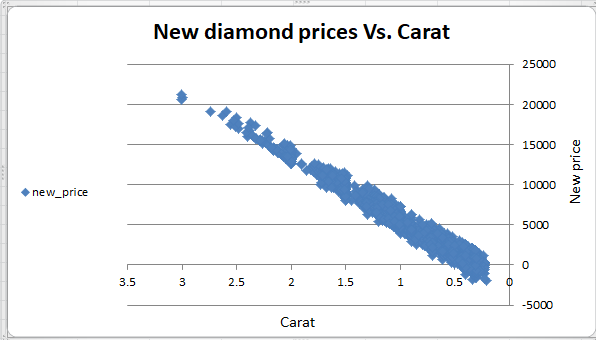 New diamond prices Vs. Carat
25000
20000
15000
10000
5000
0
-5000
New price
new_price
3.5 3 2.5 2 1.5 1 0.5 0
Carat